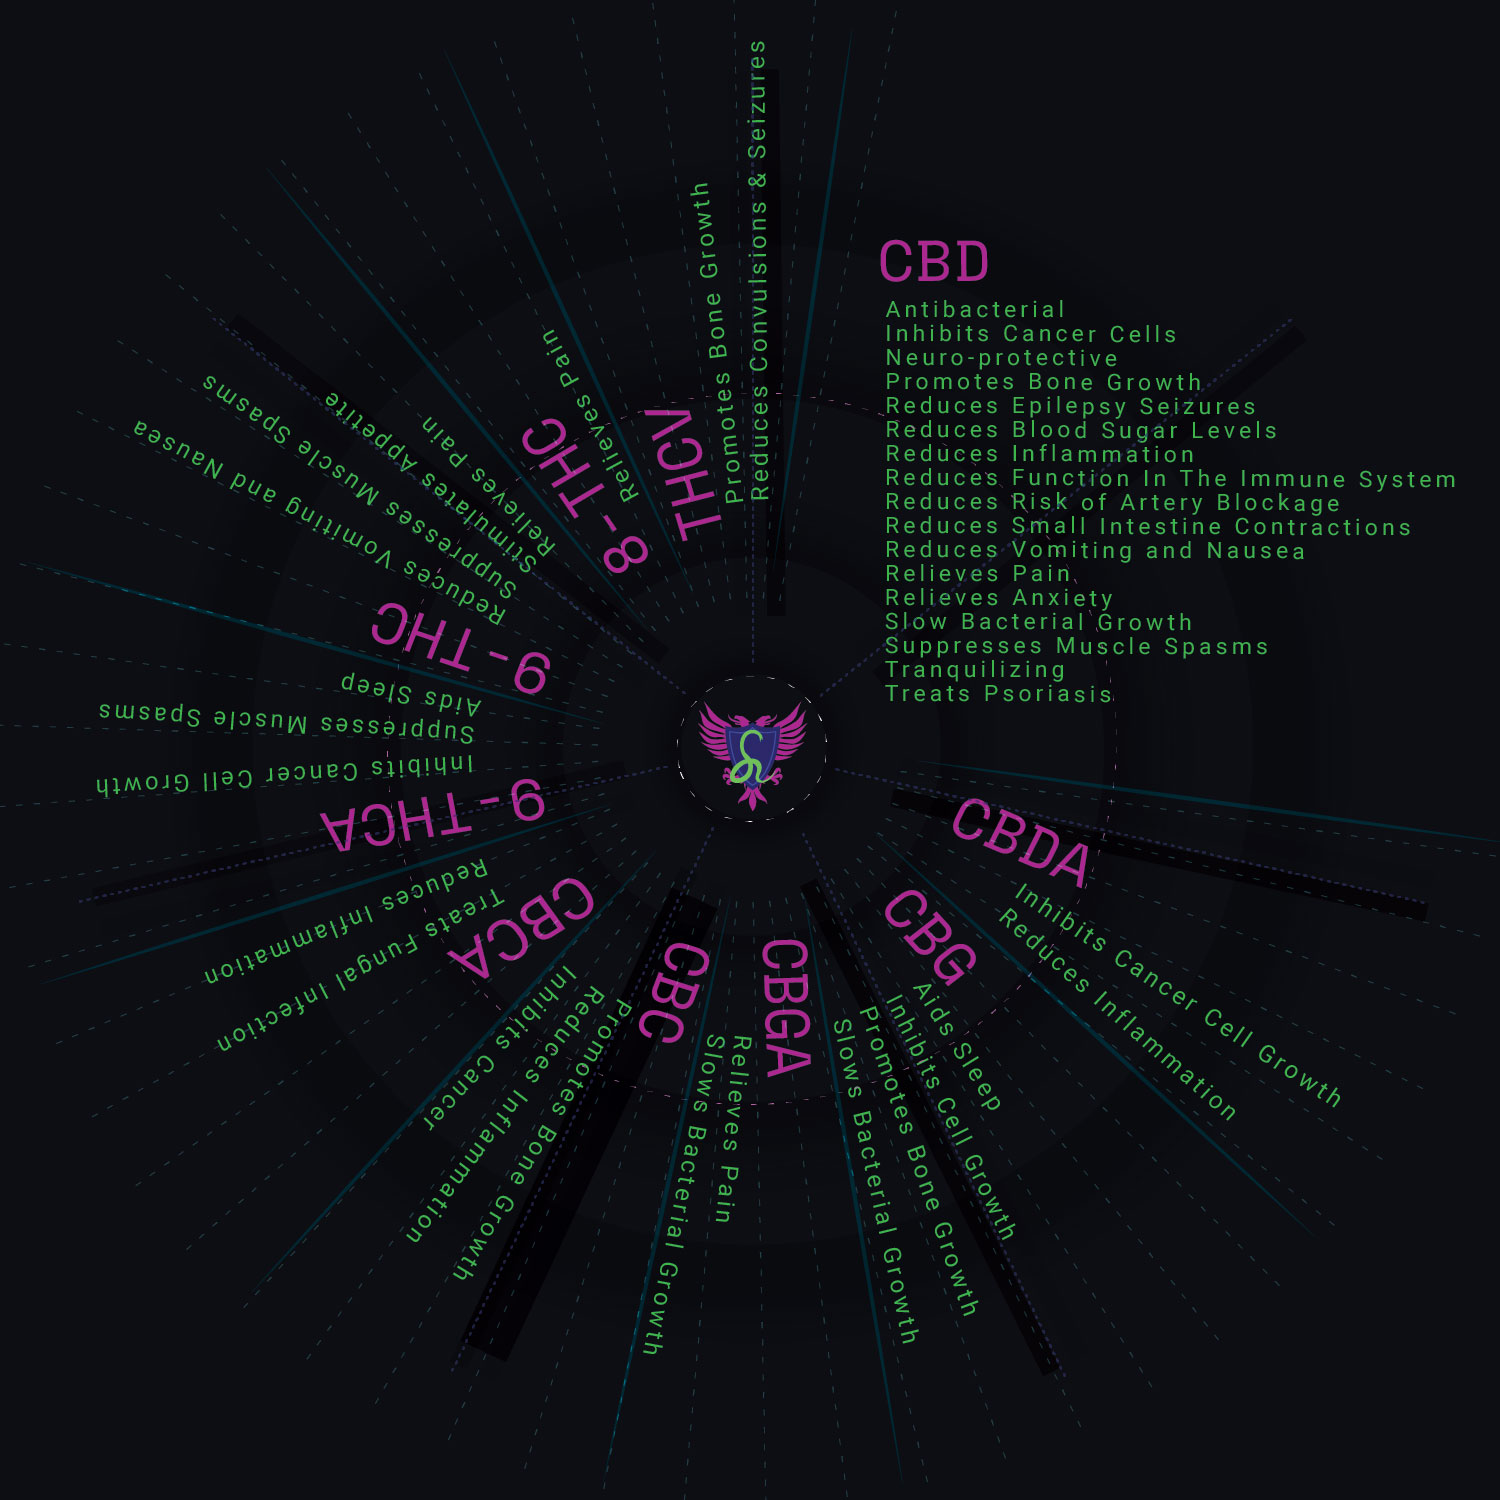 CBD
Antibacterial
Inhibits Cancer Cells
Neuro-protective
Promotes Bone Growth
Reduces Epilepsy Seizures
Reduces Blood Sugar Levels
Reduces Inflammation
Reduces Function In The Immune System
Reduces Risk of Artery Blockage
Reduces Small Intestine Contractions
Reduces Vomiting and Nausea
Relieves Pain
Relieves Anxiety
Slow Bacterial Growth
Suppresses Muscle Spasms
Tranquilizing
Treats Psoriasis
CBDA
Inhibits Cancer Cell Growth
Reduces Inflammation
CBG
Aids Sleep
Inhibits Cell Growth
Promotes Bone Growth
Slows Bacterial Growth
CBGA
Relieves Pain
Slows Bacterial Growth
CBC
Promotes Bone Growth
Reduces Inflammation
Inhibits Cancer
CBCA
Treats Fungal Infection
Reduces Inflammation
9-THCA
Inhibits Cancer Cell Growth
Suppresses Muscle Spasms
Aids Sleep
9-THC
Reduces Vomiting and Nausea
Suppresses Muscle Spasms
Stimulates Appetite
Relieves Pain
8-THC
Relieves Pain
THCV
Promotes Bone Growth
Reduces Convulsions & Seizures